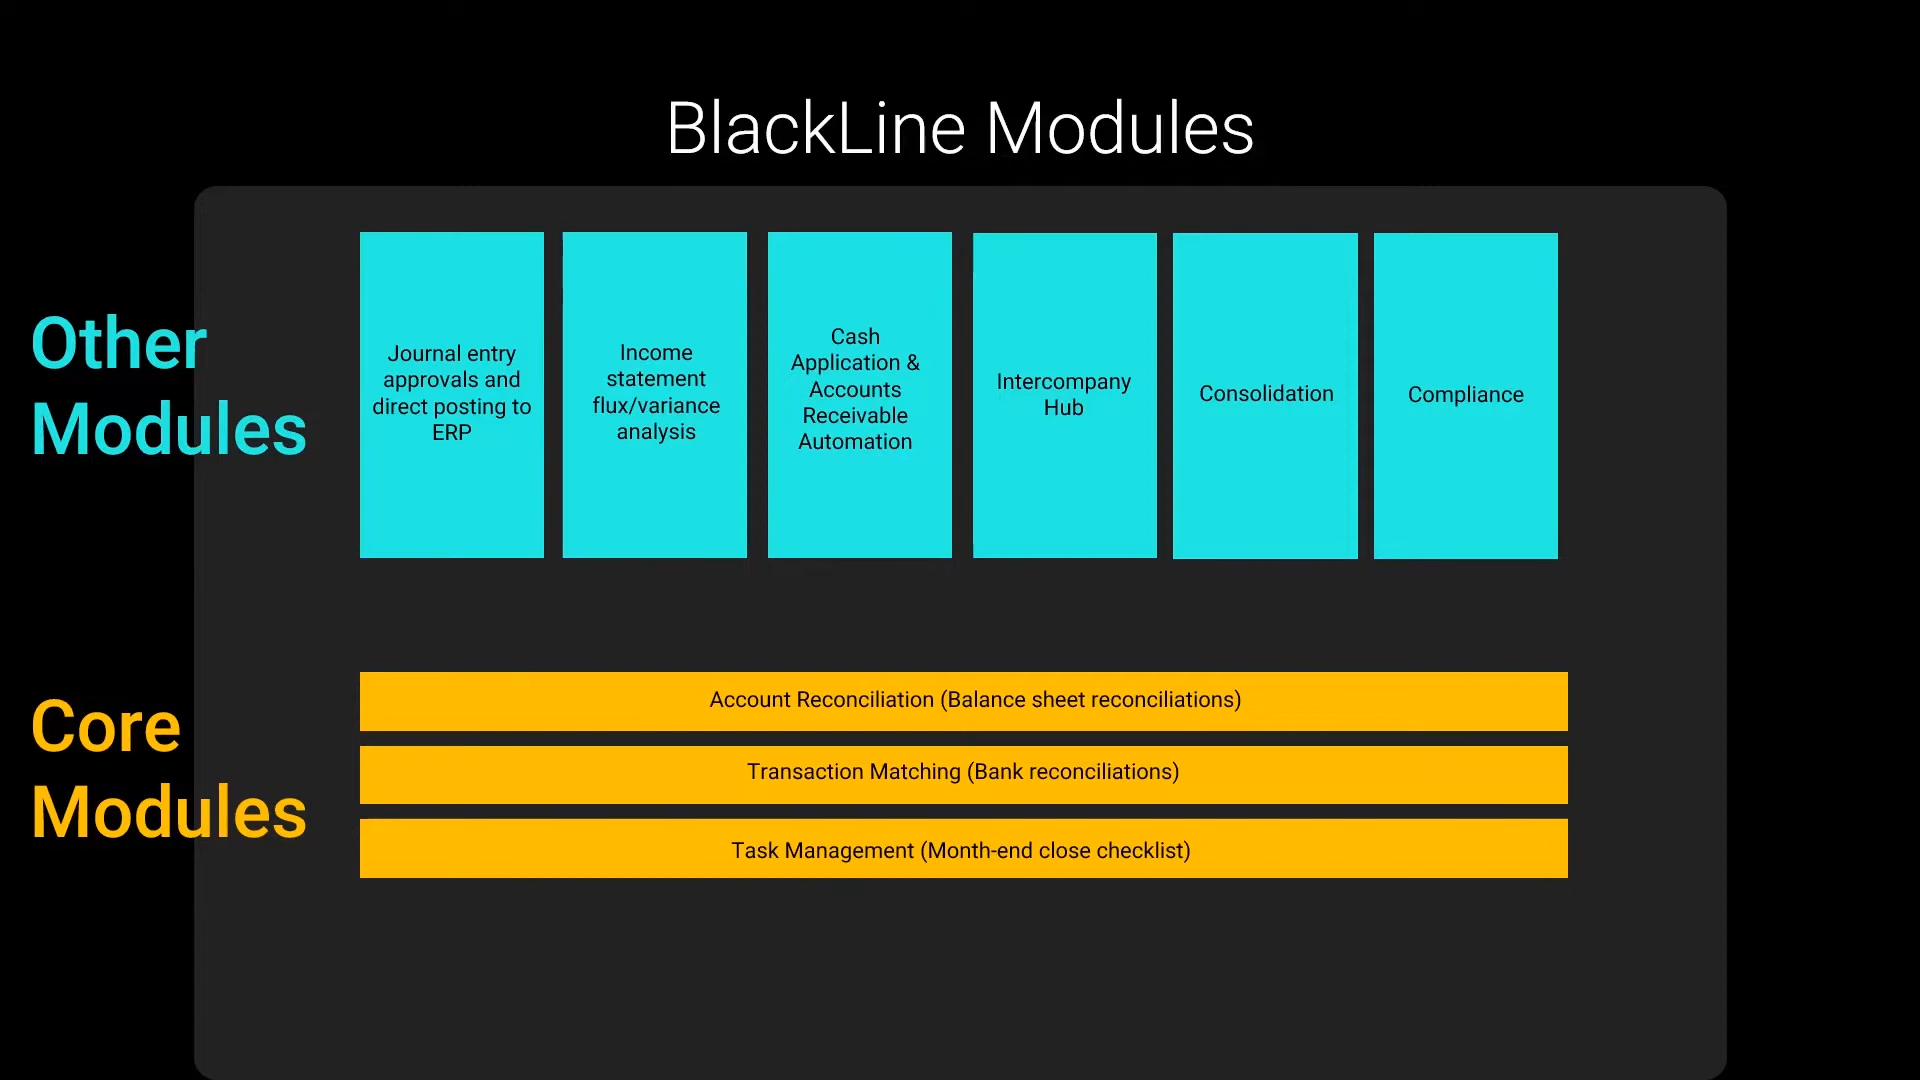 BlackLine Modules
Other
Modules
Journal entry
approvals and
direct posting to
ERP
Income
statement
flux/variance
analysis
Cash
Application &
Accounts
Receivable
Automation
Intercompany
Hub
Consolidation
Compliance
Core
Modules
Account Reconciliation (Balance sheet reconciliations)
Transaction Matching (Bank reconciliations)
Task Management (Month-end close checklist)